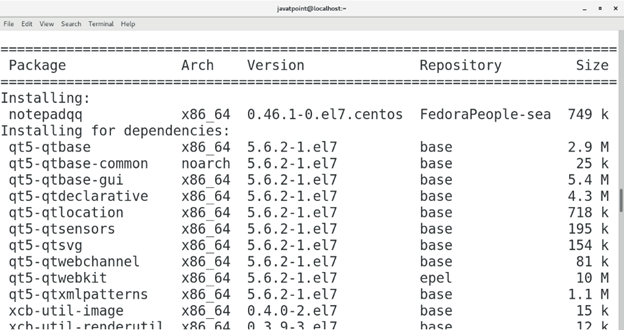 javatpoint@localhost:~
File Edit View Search Terminal Help
================================================================================
Package Arch Version Repository Size
================================================================================
Installing:
notepadqq x86_64 0.46.1-0.el7.centos FedoraPeople-sea 749 k
Installing for dependencies:
qt5-qtbase x86_64 5.6.2-1.el7 base 2.9 M
qt5-qtbase-common noarch 5.6.2-1.el7 base 25 k
qt5-qtbase-gui x86_64 5.6.2-1.el7 base 5.4 M
qt5-qtdeclarative x86_64 5.6.2-1.el7 base 4.3 M
qt5-qtlocation x86_64 5.6.2-1.el7 base 718 k
qt5-qtsensors x86_64 5.6.2-1.el7 base 195 k
qt5-qtsvg x86_64 5.6.2-1.el7 base 154 k
qt5-qtwebchannel x86_64 5.6.2-1.el7 base 81 k
qt5-qtwebkit x86_64 5.6.2-1.el7 epel 10 M
qt5-qtxmlpatterns x86_64 5.6.2-1.el7 base 1.1 M
xcb-util-image x86_64 0.4.0-2.el7 base 15 k
xcb-util-renderutil x86_64 0.3.9-3.el7 base 12 k